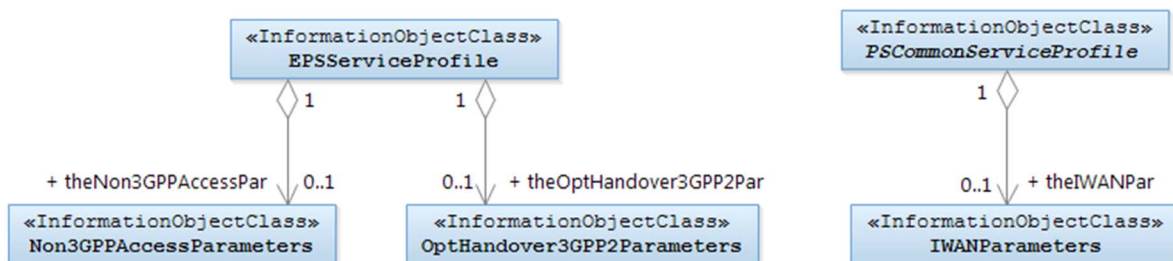 «InformationObjectClass»
EPSServiceProfile
1
1
+ theNon3GPPAccessPar
0..1
0..1
+ theOptHandover3GPP2Par
«InformationObjectClass»
Non3GPPAccessParameters
«InformationObjectClass»
OptHandover3GPP2Parameters
«InformationObjectClass»
PSCommonServiceProfile
1
0..1
+ theIWANPar
«InformationObjectClass»
IWANParameters